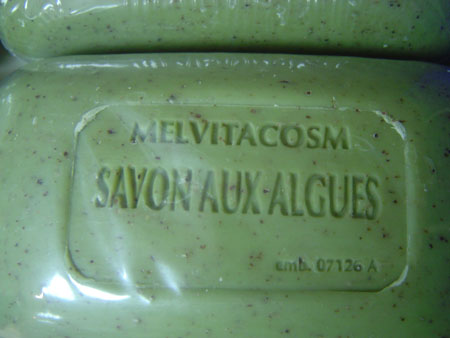 MELVITACOSM
SAVON AUX ALGUES
emb. 07126 A